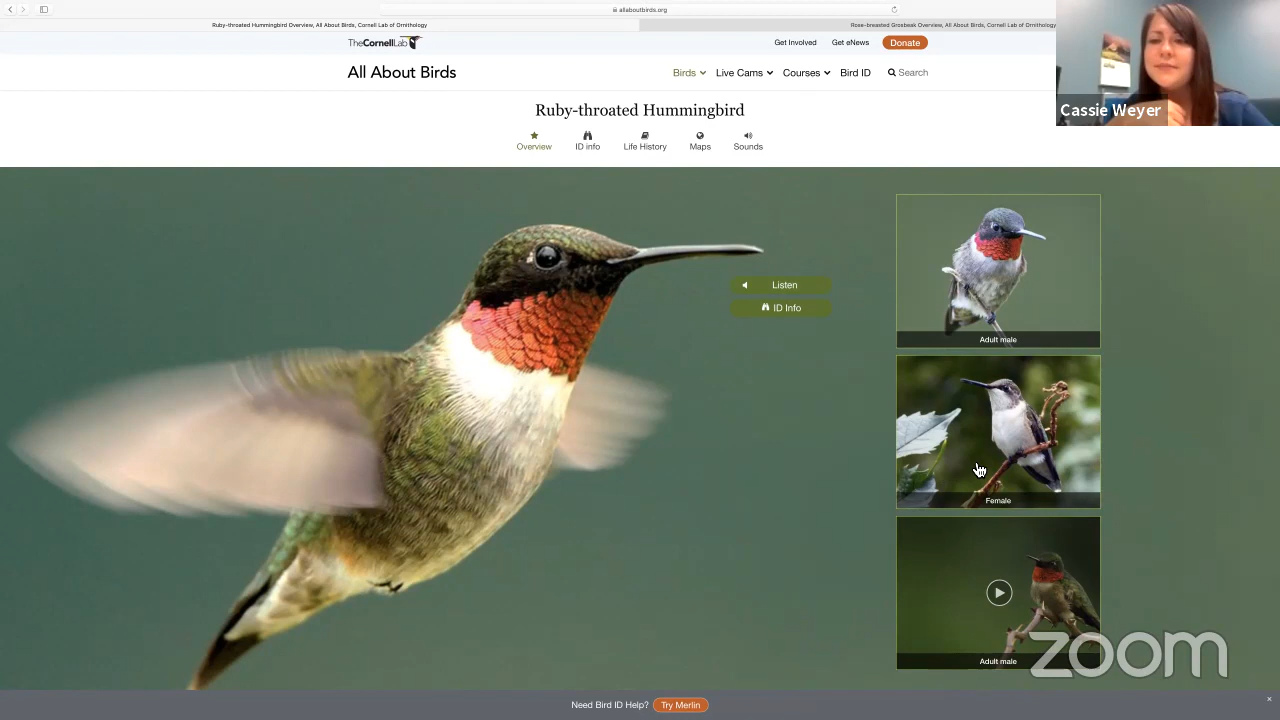 allaboutbirds.org
Ruby-throated Hummingbird Overview, All About Birds, Cornell Lab of Ornithology
Rose-breasted Grosbeak Overview, All About Birds, Cornell Lab of Ornithology
TheCornellLab
Get Involved
Get eNews
Donate
All About Birds
Birds
Live Cams
Courses
Bird ID
Search
Cassie Weyer
Ruby-throated Hummingbird
Overview
ID info
Life History
Maps
Sounds
Listen
ID Info
Adult male
Female
Adult male
zoom
Need Bird ID Help?
Try Merlin